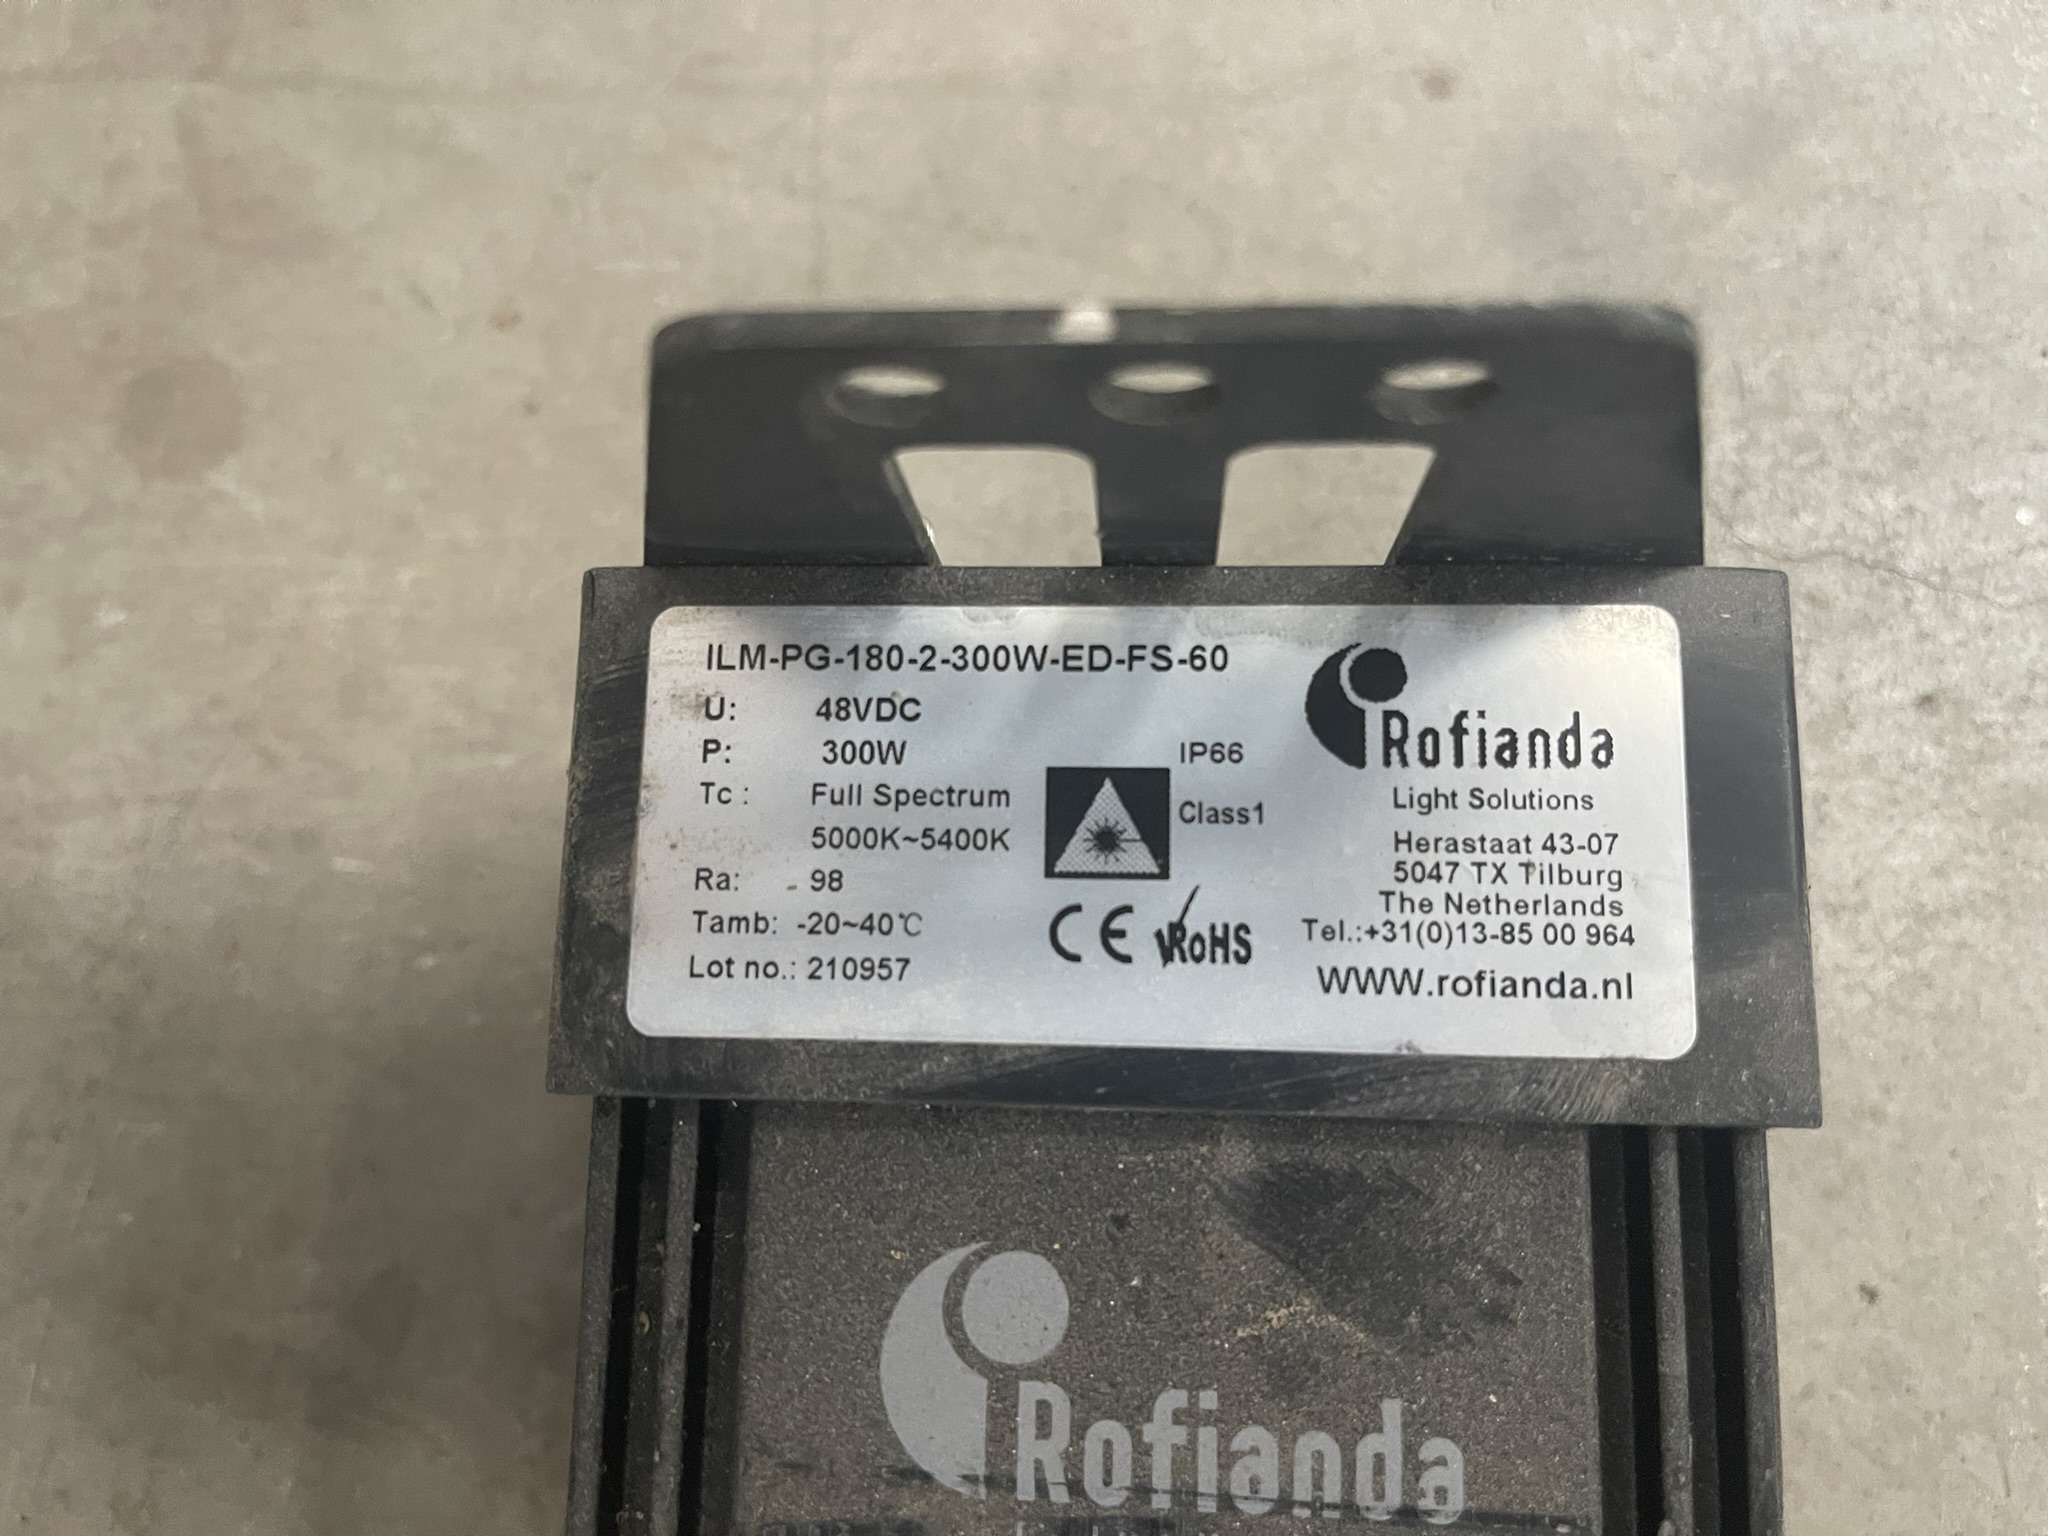 ILM-PG-180-2-300W-ED-FS-60
U: 48VDC
P: 300W
Tc : Full Spectrum
5000K~5400K
Ra: 98
Tamb: -20~40℃
Lot no.: 210957
IP66
Class1
CE RoHS
Rofianda
Light Solutions
Herastaat 43-07
5047 TX Tilburg
The Netherlands
Tel.:+31(0)13-85 00 964
WWW.rofianda.nl
Rofianda